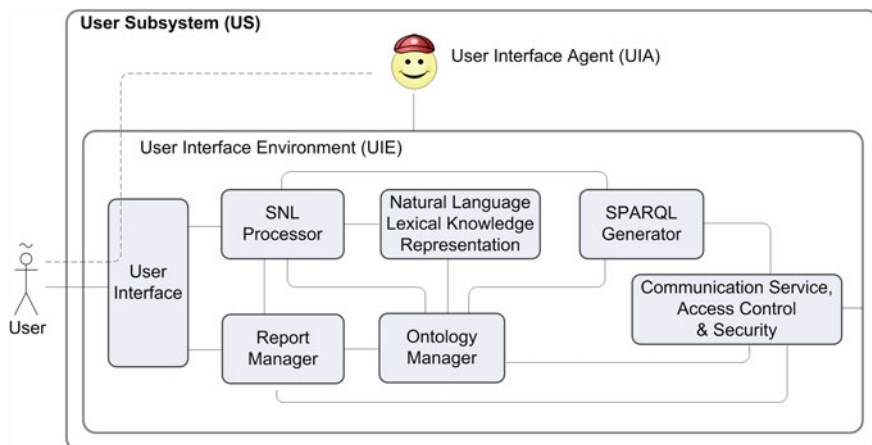 User Subsystem (US)
User Interface Agent (UIA)
User Interface Environment (UIE)
SNL
Processor
Natural Language
Lexical Knowledge
Representation
SPARQL
Generator
User
Interface
User
Communication Service,
Access Control
& Security
Report
Manager
Ontology
Manager